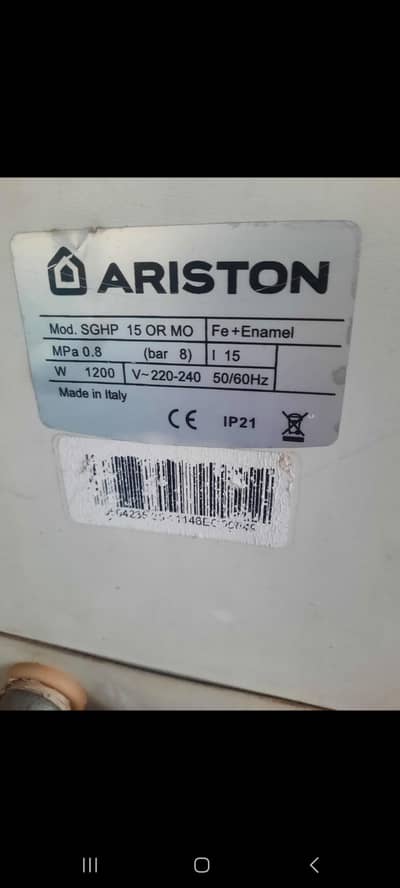 ARISTON
Mod. SGHP 15 OR MO Fe+Enamel
MPa 0.8 (bar 8) l 15
W 1200 V~220-240 50/60Hz
Made in Italy
CE IP21